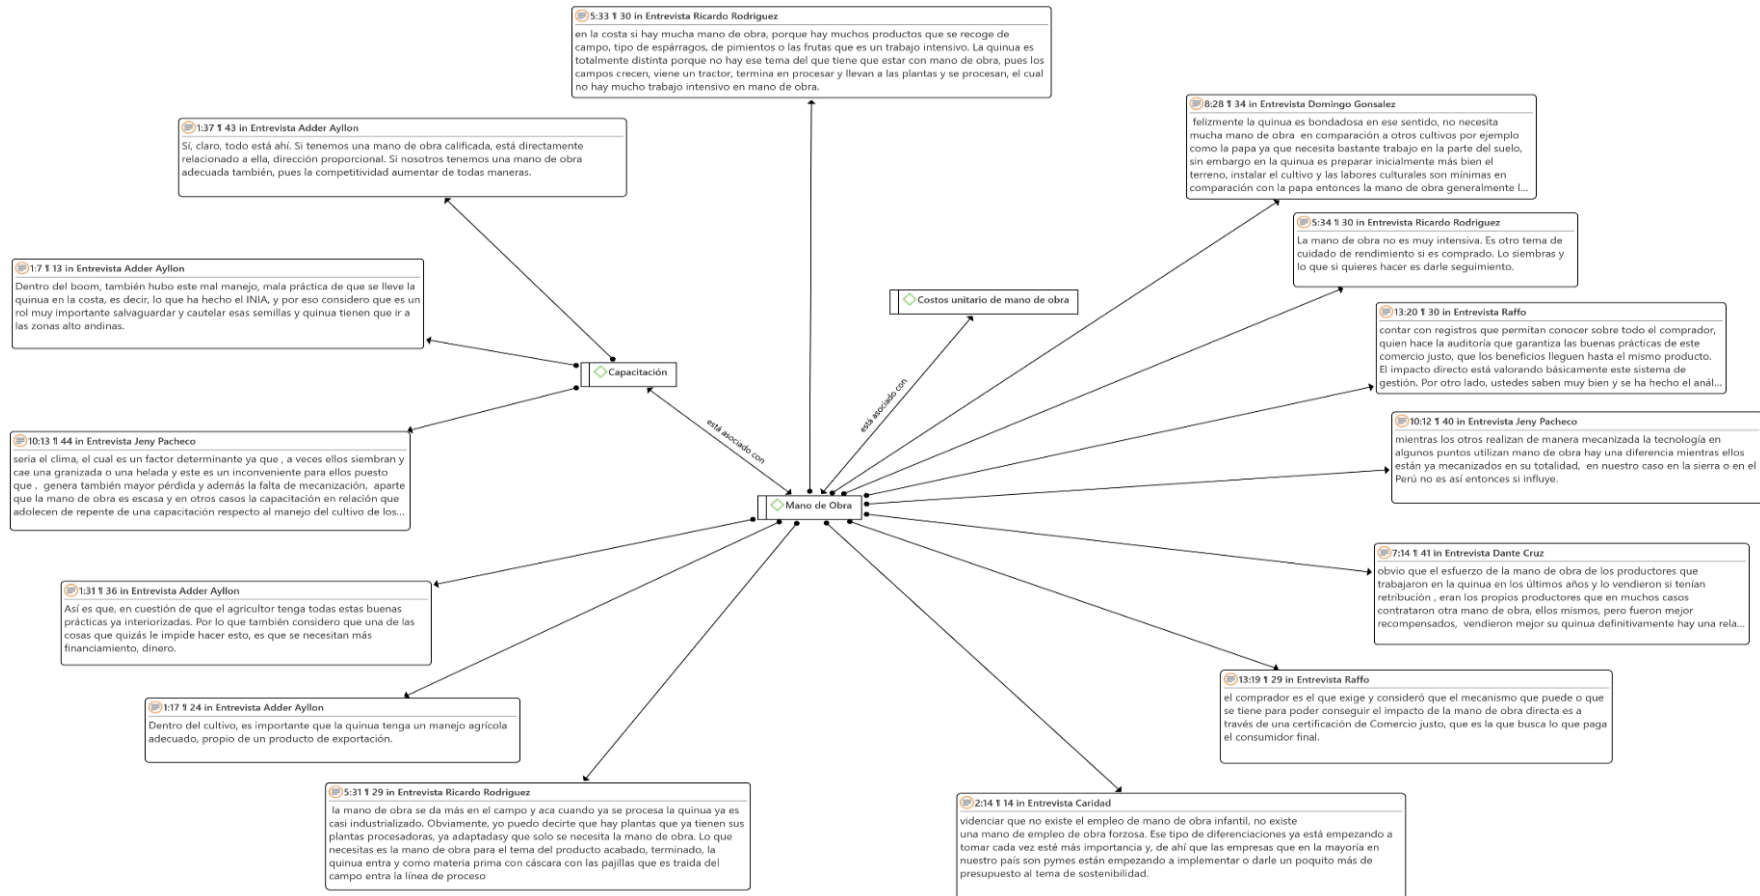 5:33 ¶ 30 in Entrevista Ricardo Rodriguez
en la costa si hay mucha mano de obra, porque hay muchos productos que se recoge de
campo, tipo de espárragos, de pimientos o las frutas que es un trabajo intensivo. La quinua es
totalmente distinta porque no hay ese tema del que tiene que estar con mano de obra, pues los
campos crecen, viene un tractor, termina en procesar y llevan a las plantas y se procesan, el cual
no hay mucho trabajo intensivo en mano de obra.
8:28 ¶ 34 in Entrevista Domingo Gonsalez
felizmente la quinua es bondadosa en ese sentido, no necesita
mucha mano de obra en comparación a otros cultivos por ejemplo
como la papa ya que necesita bastante trabajo en la parte del suelo,
sin embargo en la quinua es preparar inicialmente más bien el
terreno, instalar el cultivo y las labores culturales son mínimas en
comparación con la papa entonces la mano de obra generalmente l...
1:37 ¶ 43 in Entrevista Adder Ayllon
Sí, claro, todo está ahí. Si tenemos una mano de obra calificada, está directamente
relacionado a ella, dirección proporcional. Si nosotros tenemos una mano de obra
adecuada también, pues la competitividad aumentar de todas maneras.
5:34 ¶ 30 in Entrevista Ricardo Rodriguez
La mano de obra no es muy intensiva. Es otro tema de
cuidado de rendimiento si es comprado. Lo siembras y
lo que si quieres hacer es darle seguimiento.
1:7 ¶ 13 in Entrevista Adder Ayllon
Dentro del boom, también hubo este mal manejo, mala práctica de que se lleve la
quinua en la costa, es decir, lo que ha hecho el INIA, y por eso considero que es un
rol muy importante salvaguardar y cautelar esas semillas y quinua tienen que ir a
las zonas alto andinas.
Costos unitario de mano de obra
13:20 ¶ 30 in Entrevista Raffo
contar con registros que permitan conocer sobre todo el comprador,
quien hace la auditoría que garantiza las buenas prácticas de este
comercio justo, que los beneficios lleguen hasta el mismo producto.
El impacto directo está valorando básicamente este sistema de
gestión. Por otro lado, ustedes saben muy bien y se ha hecho el anál...
Capacitación
está asociado con
está asociado con
10:12 ¶ 40 in Entrevista Jeny Pacheco
mientras los otros realizan de manera mecanizada la tecnología en
algunos puntos utilizan mano de obra hay una diferencia mientras ellos
están ya mecanizados en su totalidad, en nuestro caso en la sierra o en el
Perú no es así entonces si influye.
10:13 ¶ 44 in Entrevista Jeny Pacheco
seria el clima, el cual es un factor determinante ya que , a veces ellos siembran y
cae una granizada o una helada y este es un inconveniente para ellos puesto
que , genera también mayor pérdida y además la falta de mecanización, aparte
que la mano de obra es escasa y en otros casos la capacitación en relación que
adolecen de repente de una capacitación respecto al manejo del cultivo de los...
Mano de Obra
7:14 ¶ 41 in Entrevista Dante Cruz
obvio que el esfuerzo de la mano de obra de los productores que
trabajaron en la quinua en los últimos años y lo vendieron si tenían
retribución , eran los propios productores que en muchos casos
contrataron otra mano de obra, ellos mismos, pero fueron mejor
recompensados, vendieron mejor su quinua definitivamente hay una rela...
1:31 ¶ 36 in Entrevista Adder Ayllon
Así es que, en cuestión de que el agricultor tenga todas estas buenas
prácticas ya interiorizadas. Por lo que también considero que una de las
cosas que quizás le impide hacer esto, es que se necesitan más
financiamiento, dinero.
13:19 ¶ 29 in Entrevista Raffo
el comprador es el que exige y consideró que el mecanismo que puede o que
se tiene para poder conseguir el impacto de la mano de obra directa es a
través de una certificación de Comercio justo, que es la que busca lo que paga
el consumidor final.
1:17 ¶ 24 in Entrevista Adder Ayllon
Dentro del cultivo, es importante que la quinua tenga un manejo agrícola
adecuado, propio de un producto de exportación.
5:31 ¶ 29 in Entrevista Ricardo Rodriguez
la mano de obra se da más en el campo y aca cuando ya se procesa la quinua ya es
casi industrializado. Obviamente, yo puedo decirte que hay plantas que ya tienen sus
plantas procesadoras, ya adaptadasy que solo se necesita la mano de obra. Lo que
necesitas es la mano de obra para el tema del producto acabado, terminado, la
quinua entra y como materia prima con cáscara con las pajillas que es traida del
campo entra la línea de proceso
2:14 ¶ 14 in Entrevista Caridad
videnciar que no existe el empleo de mano de obra infantil, no existe
una mano de empleo de obra forzosa. Ese tipo de diferenciaciones ya está empezando a
tomar cada vez esté más importancia y, de ahí que las empresas que en la mayoría en
nuestro país son pymes están empezando a implementar o darle un poquito más de
presupuesto al tema de sostenibilidad.